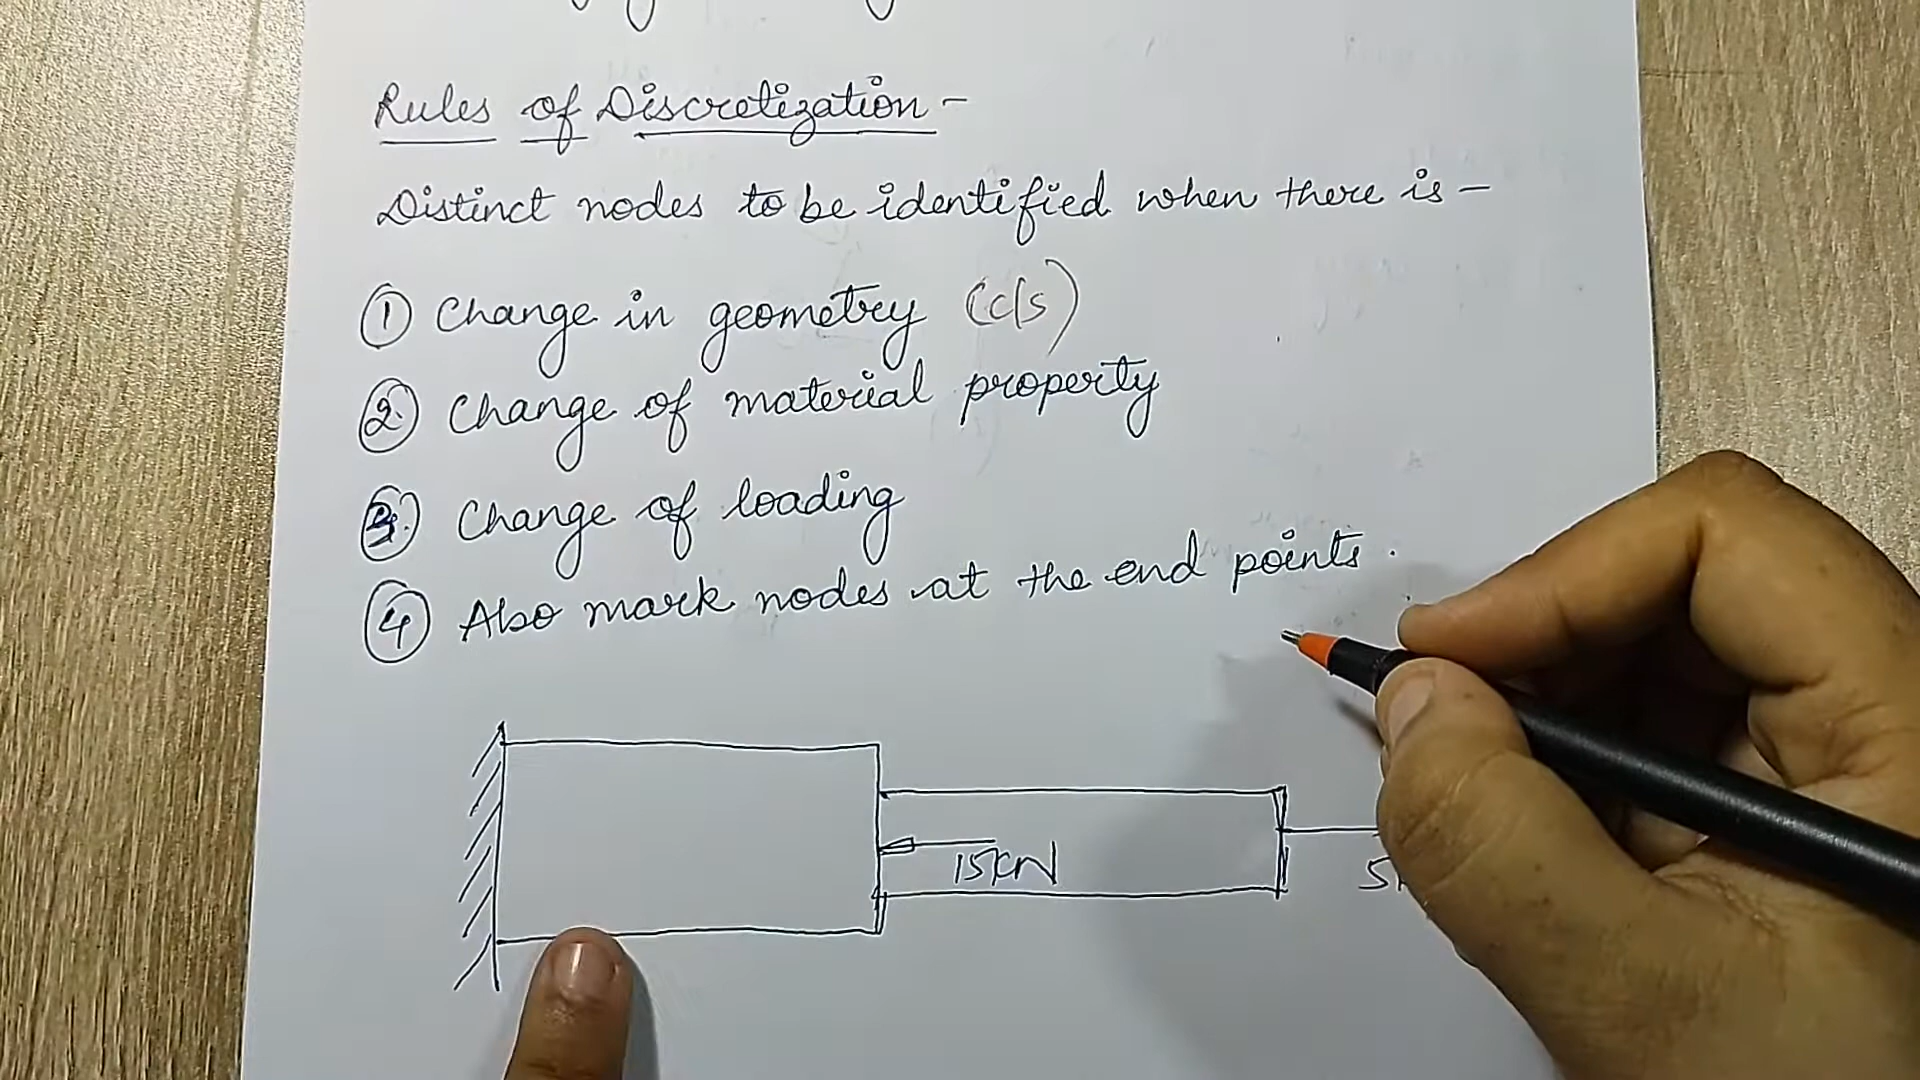 Rules of Discretization -
Distinct nodes to be identified when there is -
① Change in geometry (c/s)
②. Change of material property
③. Change of loading
④ Also mark nodes at the end points.
15KN